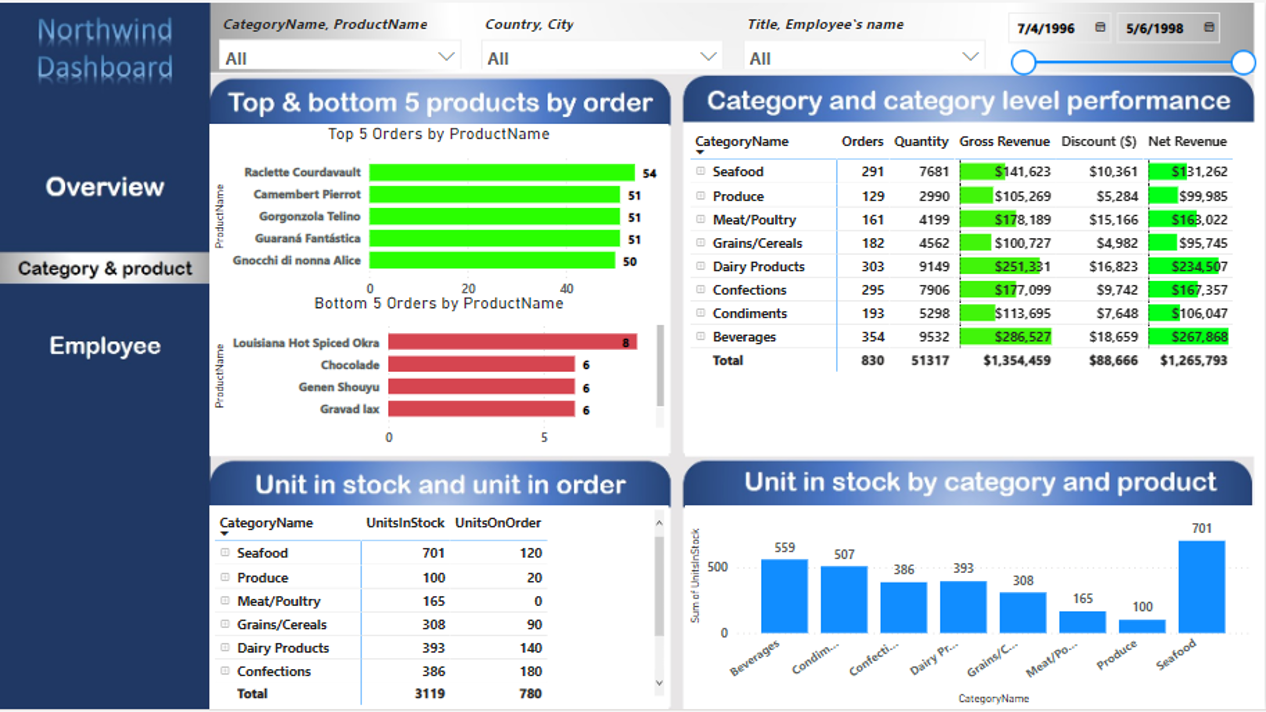 Northwind
Dashboard
Overview
Category & product
Employee
CategoryName, ProductName
All
Country, City
All
Title, Employee's name
All
7/4/1996
5/6/1998
Top & bottom 5 products by order
Top 5 Orders by ProductName
ProductName
Raclette Courdavault 54
Camembert Pierrot 51
Gorgonzola Telino 51
Guaraná Fantástica 51
Gnocchi di nonna Alice 50
0 20 40
Bottom 5 Orders by ProductName
ProductName
Louisiana Hot Spiced Okra 8
Chocolade 6
Genen Shouyu 6
Gravad lax 6
0 5
Category and category level performance
CategoryName Orders Quantity Gross Revenue Discount ($) Net Revenue
Seafood 291 7681 $141,623 $10,361 $131,262
Produce 129 2990 $105,269 $5,284 $99,985
Meat/Poultry 161 4199 $178,189 $15,166 $163,022
Grains/Cereals 182 4562 $100,727 $4,982 $95,745
Dairy Products 303 9149 $251,331 $16,823 $234,507
Confections 295 7906 $177,099 $9,742 $167,357
Condiments 193 5298 $113,695 $7,648 $106,047
Beverages 354 9532 $286,527 $18,659 $267,868
Total 830 51317 $1,354,459 $88,666 $1,265,793
Unit in stock and unit in order
CategoryName UnitsInStock UnitsOnOrder
Seafood 701 120
Produce 100 20
Meat/Poultry 165 0
Grains/Cereals 308 90
Dairy Products 393 140
Confections 386 180
Total 3119 780
Unit in stock by category and product
Sum of UnitsInStock
500
0
559 507 386 393 308 165 100 701
Beverages Condim... Confecti... Dairy Pr... Grains/C... Meat/Po... Produce Seafood
CategoryName